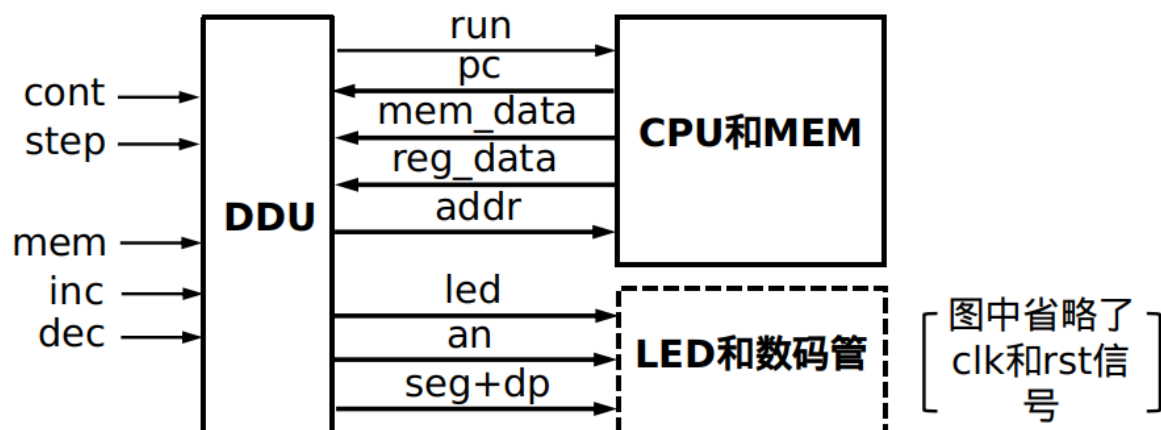 run
pc
mem_data
reg_data
addr
cont
step
mem
inc
dec
DDU
CPU和MEM
led
an
seg+dp
LED和数码管
图中省略了
clk和rst信
号